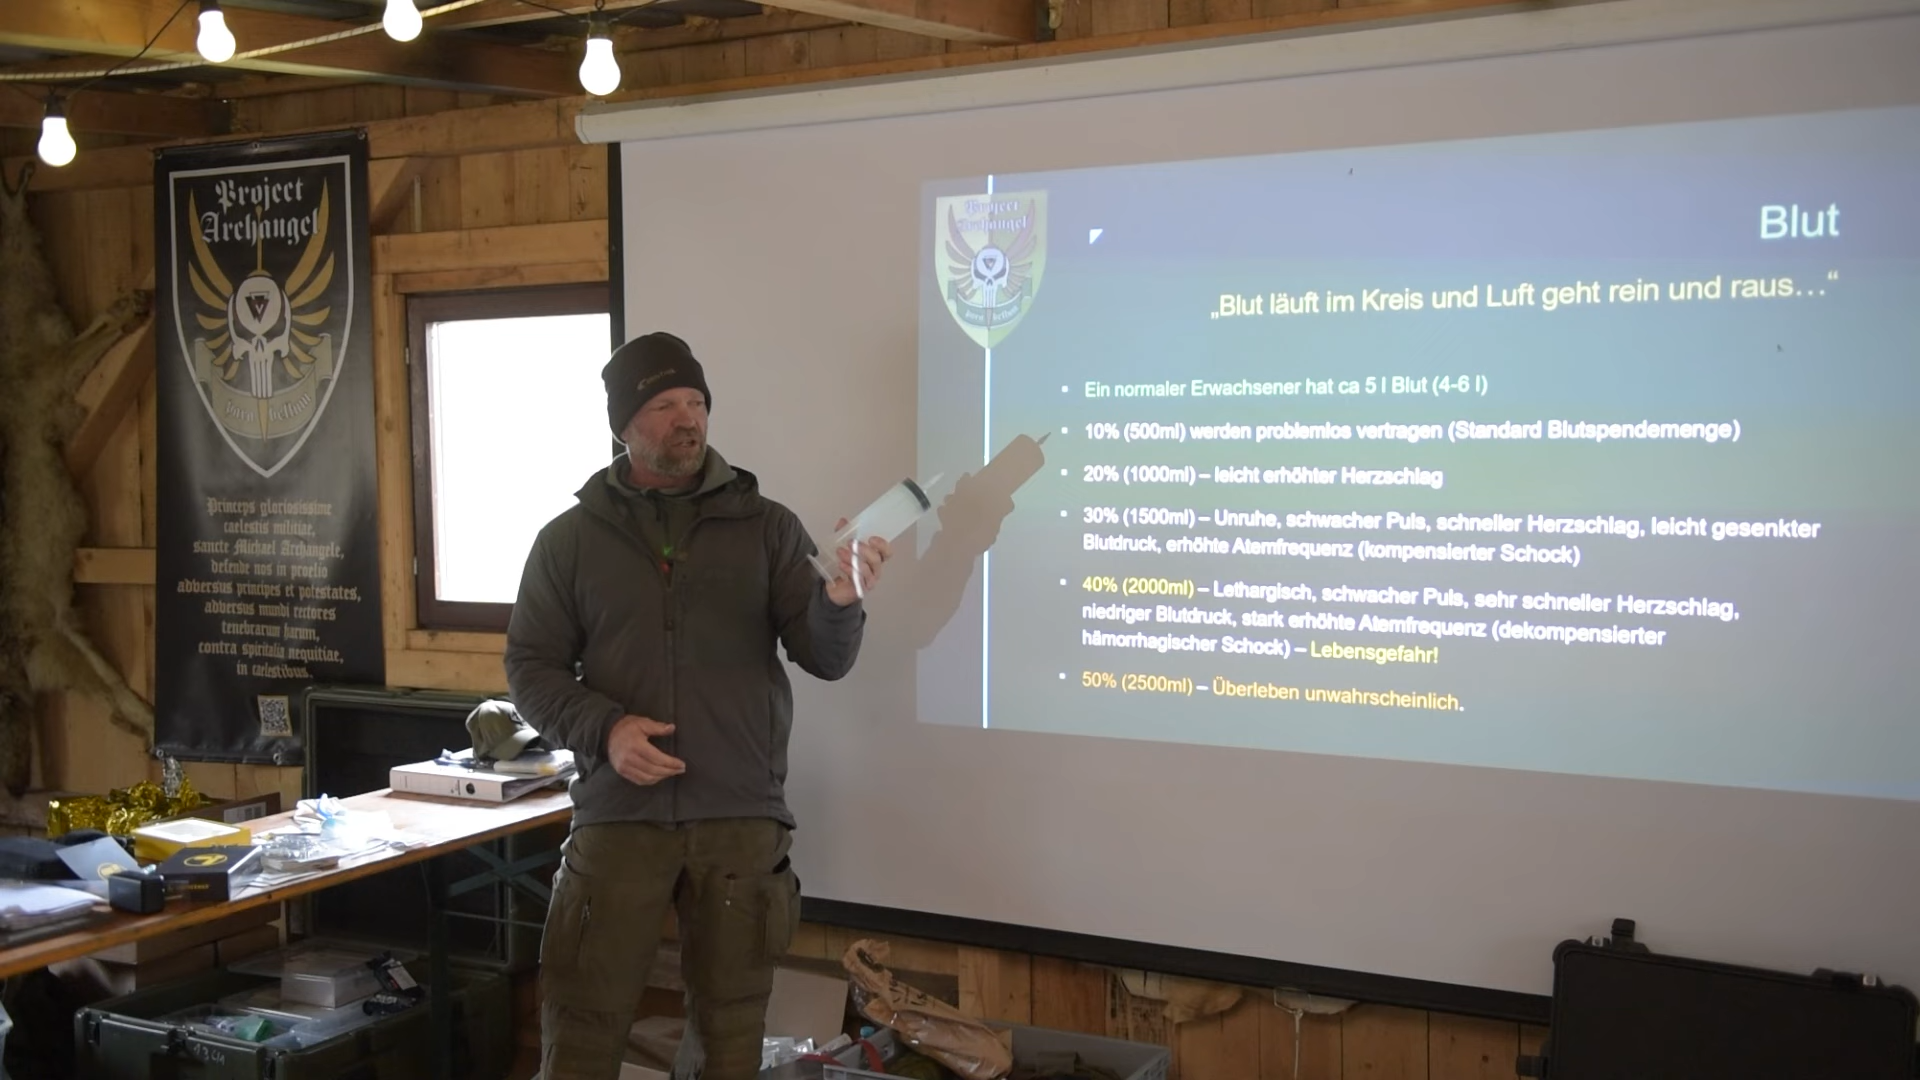 Project
Archangel
para bellum
Princeps gloriosissime
caelestis militiae,
sancte Michael Archangele,
defende nos in proelio
adversus principes et potestates,
adversus mundi rectores
tenebrarum harum,
contra spiritalia nequitiae,
in caelestibus.
Project
Archangel
para bellum
Blut
„Blut läuft im Kreis und Luft geht rein und raus…“
▪ Ein normaler Erwachsener hat ca 5 l Blut (4-6 l)
▪ 10% (500ml) werden problemlos vertragen (Standard Blutspendemenge)
▪ 20% (1000ml) – leicht erhöhter Herzschlag
▪ 30% (1500ml) – Unruhe, schwacher Puls, schneller Herzschlag, leicht gesenkter
Blutdruck, erhöhte Atemfrequenz (kompensierter Schock)
▪ 40% (2000ml) – Lethargisch, schwacher Puls, sehr schneller Herzschlag,
niedriger Blutdruck, stark erhöhte Atemfrequenz (dekompensierter
hämorrhagischer Schock) – Lebensgefahr!
▪ 50% (2500ml) – Überleben unwahrscheinlich.